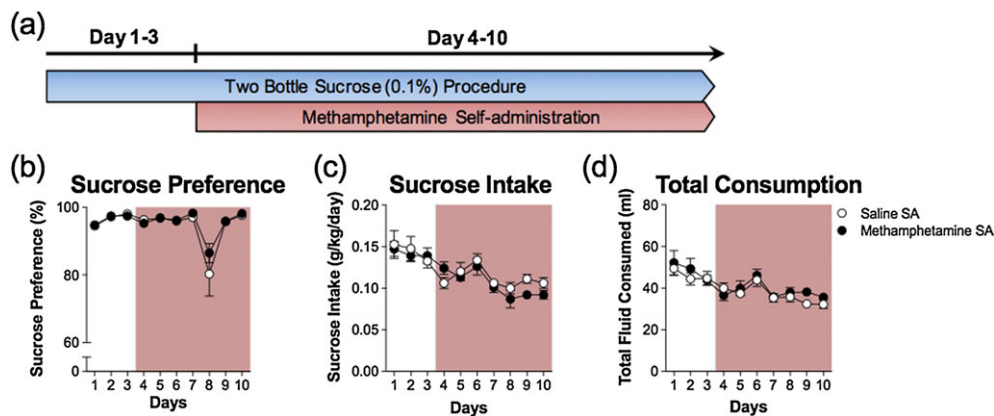 (a)
Day 1-3
Day 4-10
Two Bottle Sucrose (0.1%) Procedure
Methamphetamine Self-administration
(b)
Sucrose Preference
Sucrose Preference (%)
100
80
60
0
1 2 3 4 5 6 7 8 9 10
Days
(c)
Sucrose Intake
Sucrose Intake (g/kg/day)
0.20
0.15
0.10
0.05
0.00
1 2 3 4 5 6 7 8 9 10
Days
(d)
Total Consumption
Total Fluid Consumed (ml)
80
60
40
20
0
1 2 3 4 5 6 7 8 9 10
Days
Saline SA
Methamphetamine SA